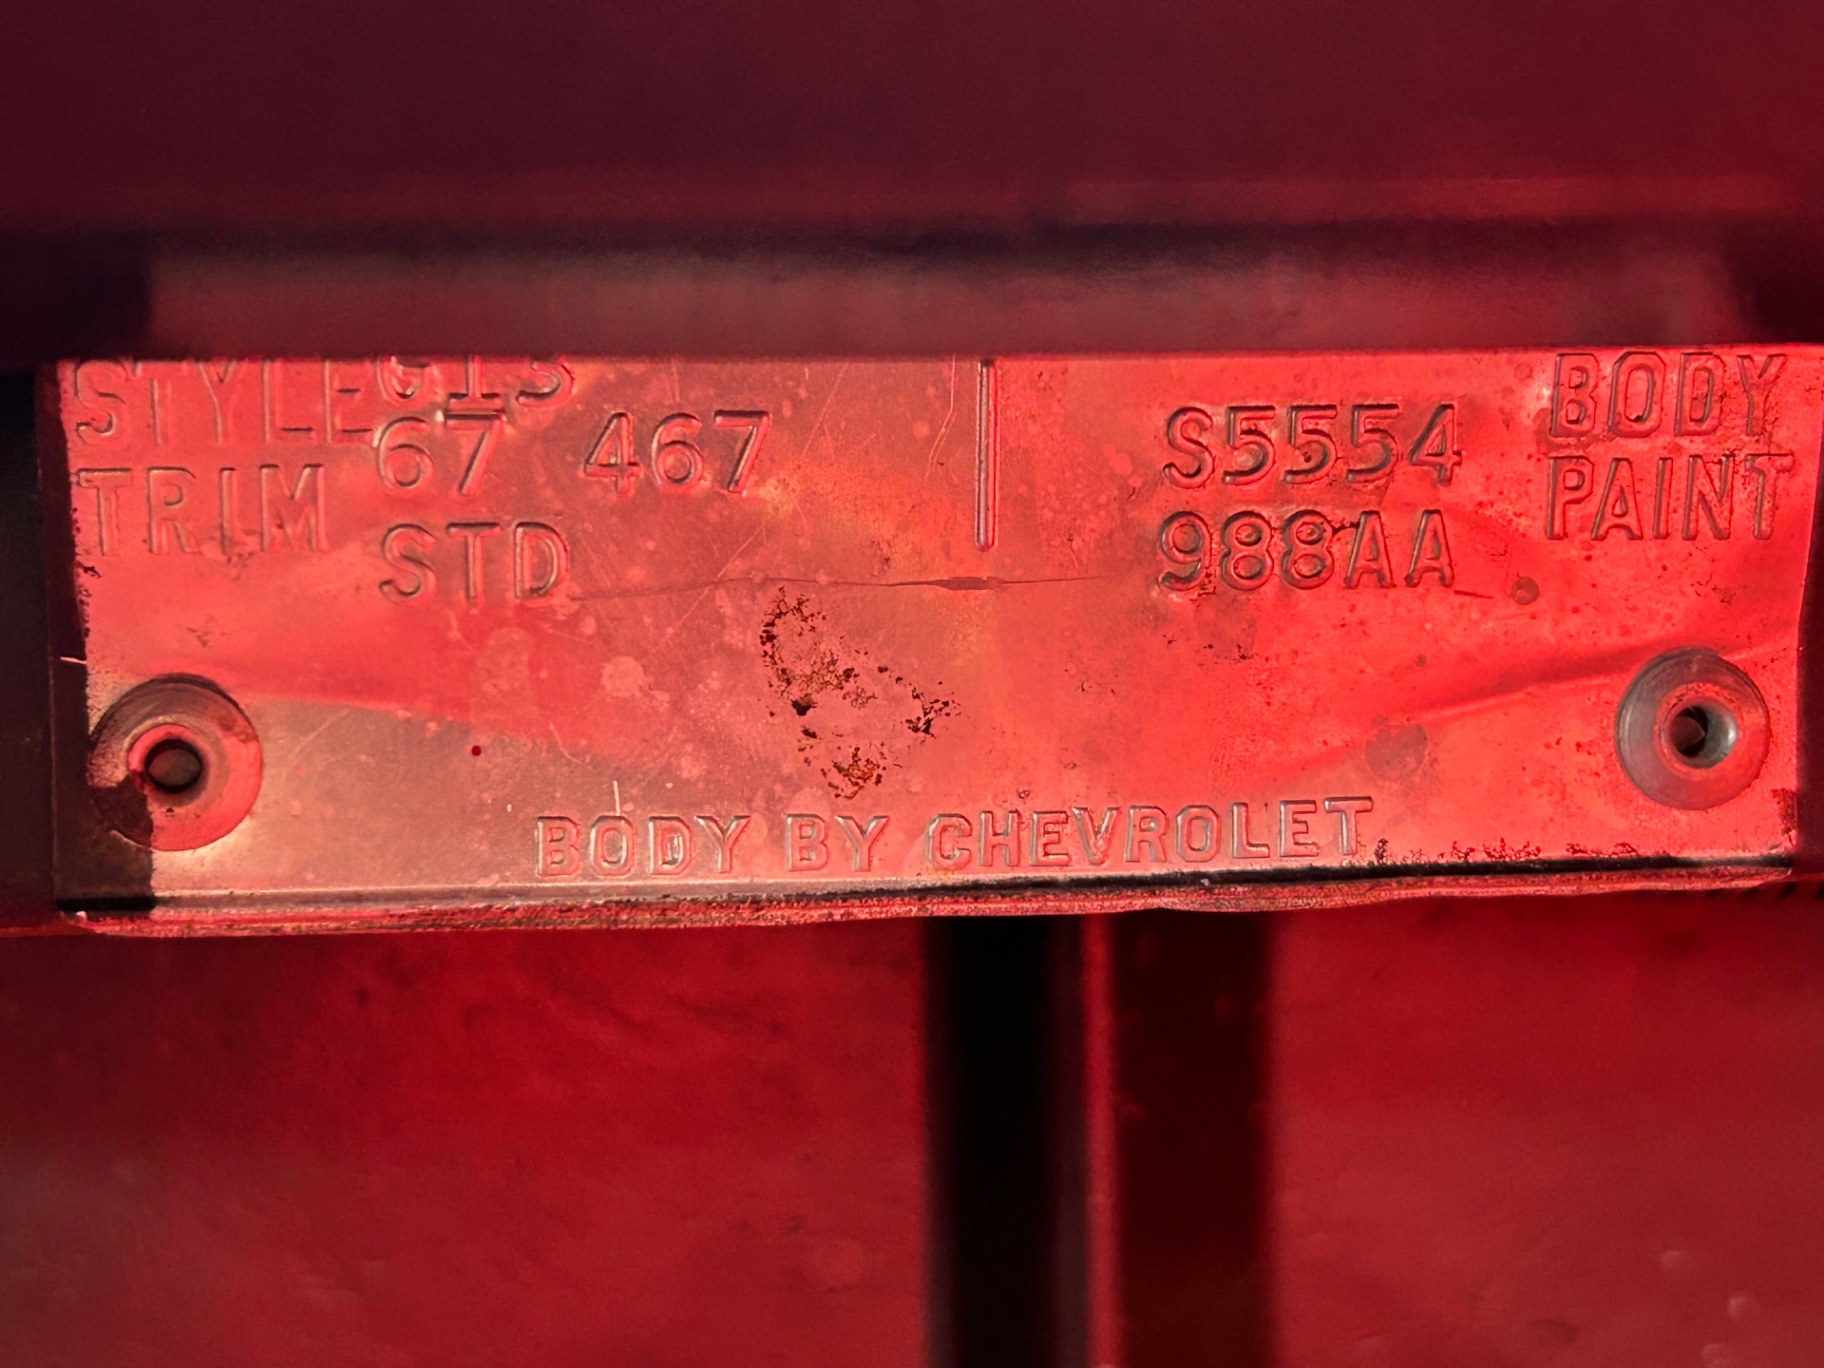 STYLE 67 467 S5554 BODY
TRIM STD 988AA PAINT
BODY BY CHEVROLET